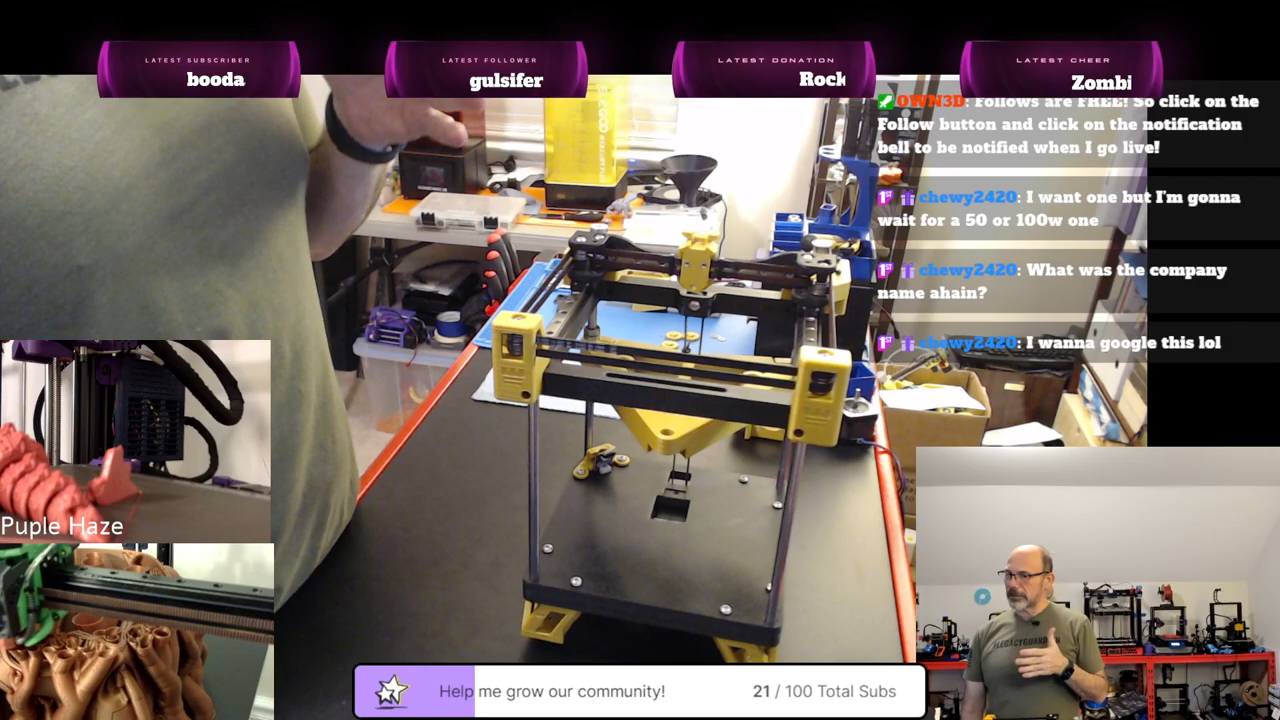 LATEST SUBSCRIBER
booda
LATEST FOLLOWER
gulsifer
LATEST DONATION
Rock
LATEST CHEER
Zombi
OWN3D: Follows are FREE! So click on the
Follow button and click on the notification
bell to be notified when I go live!
chewy2420: I want one but I'm gonna
wait for a 50 or 100w one
chewy2420: What was the company
name ahain?
chewy2420: I wanna google this lol
Puple Haze
Help me grow our community!
21 / 100 Total Subs